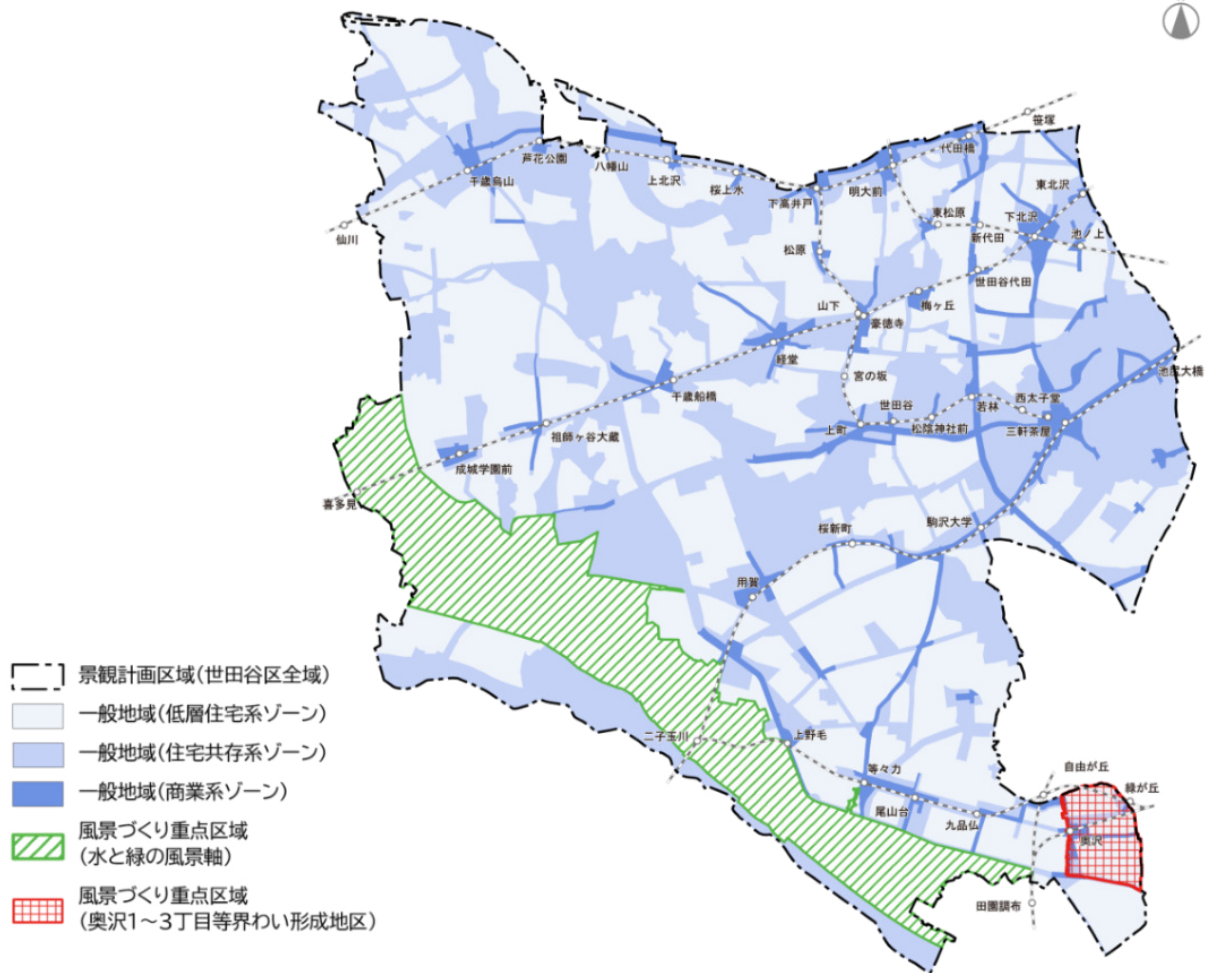 笹塚
代田橋
芦花公園
八幡山
上北沢
桜上水
下高井戸
明大前
東北沢
千歳烏山
東松原
下北沢
新代田
池ノ上
仙川
松原
世田谷代田
梅ヶ丘
山下
豪徳寺
経堂
宮の坂
池尻大橋
千歳船橋
世田谷
若林
西太子堂
上町
松陰神社前
三軒茶屋
祖師ヶ谷大蔵
成城学園前
喜多見
桜新町
駒沢大学
用賀
二子玉川
上野毛
等々力
自由が丘
緑が丘
尾山台
九品仏
奥沢
田園調布
景観計画区域(世田谷区全域)
一般地域(低層住宅系ゾーン)
一般地域(住宅共存系ゾーン)
一般地域(商業系ゾーン)
風景づくり重点区域
(水と緑の風景軸)
風景づくり重点区域
(奥沢1～3丁目等界わい形成地区)